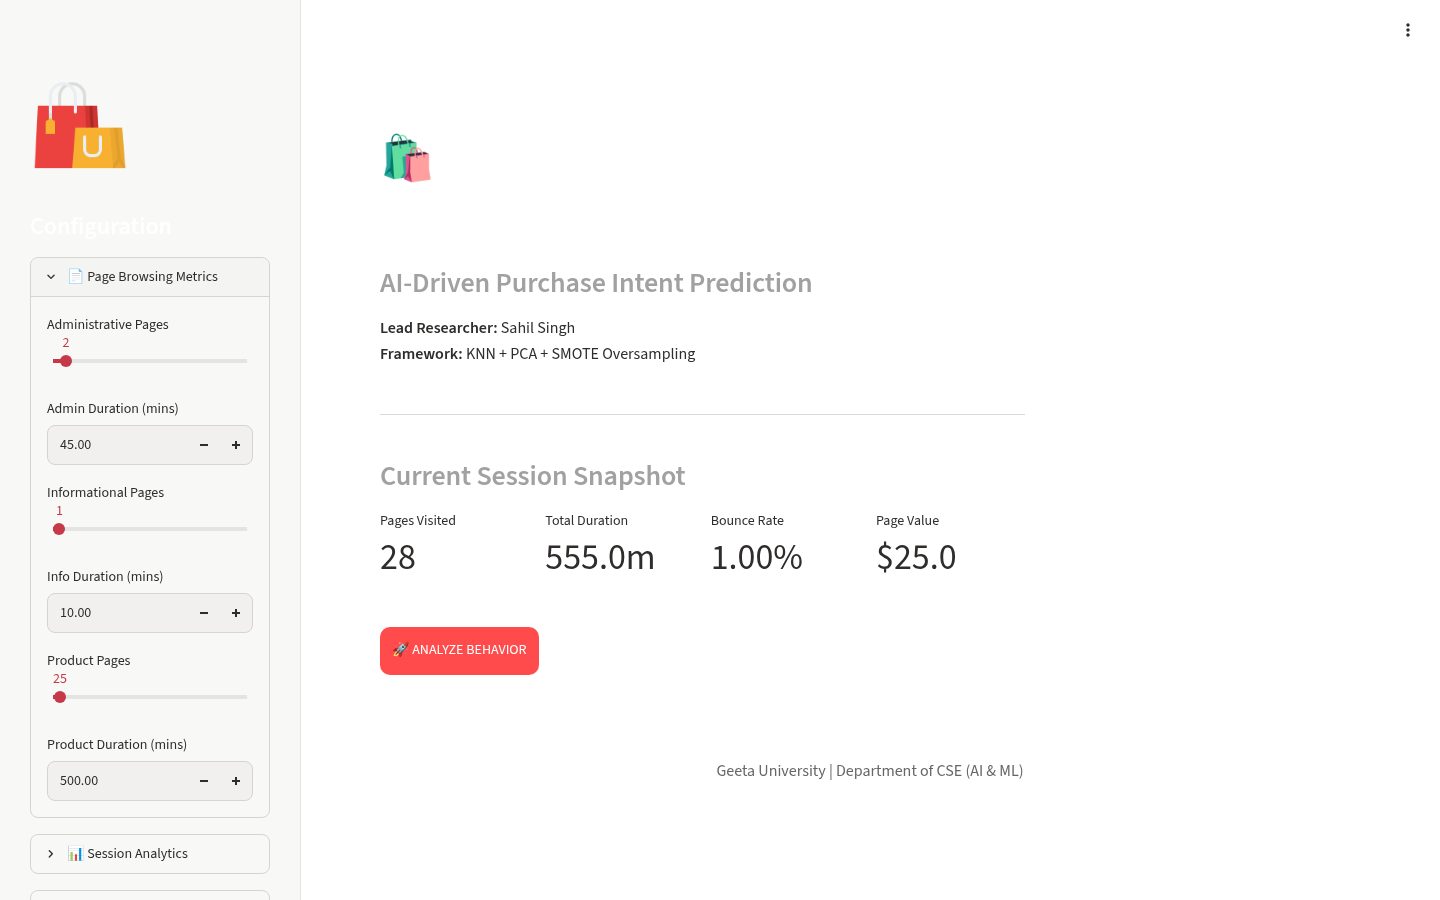 Configuration
📄 Page Browsing Metrics
Administrative Pages
2
Admin Duration (mins)
45.00
Informational Pages
1
Info Duration (mins)
10.00
Product Pages
25
Product Duration (mins)
500.00
📊 Session Analytics
AI-Driven Purchase Intent Prediction
Lead Researcher: Sahil Singh
Framework: KNN + PCA + SMOTE Oversampling
Current Session Snapshot
Pages Visited
28
Total Duration
555.0m
Bounce Rate
1.00%
Page Value
$25.0
🚀 ANALYZE BEHAVIOR
Geeta University | Department of CSE (AI & ML)